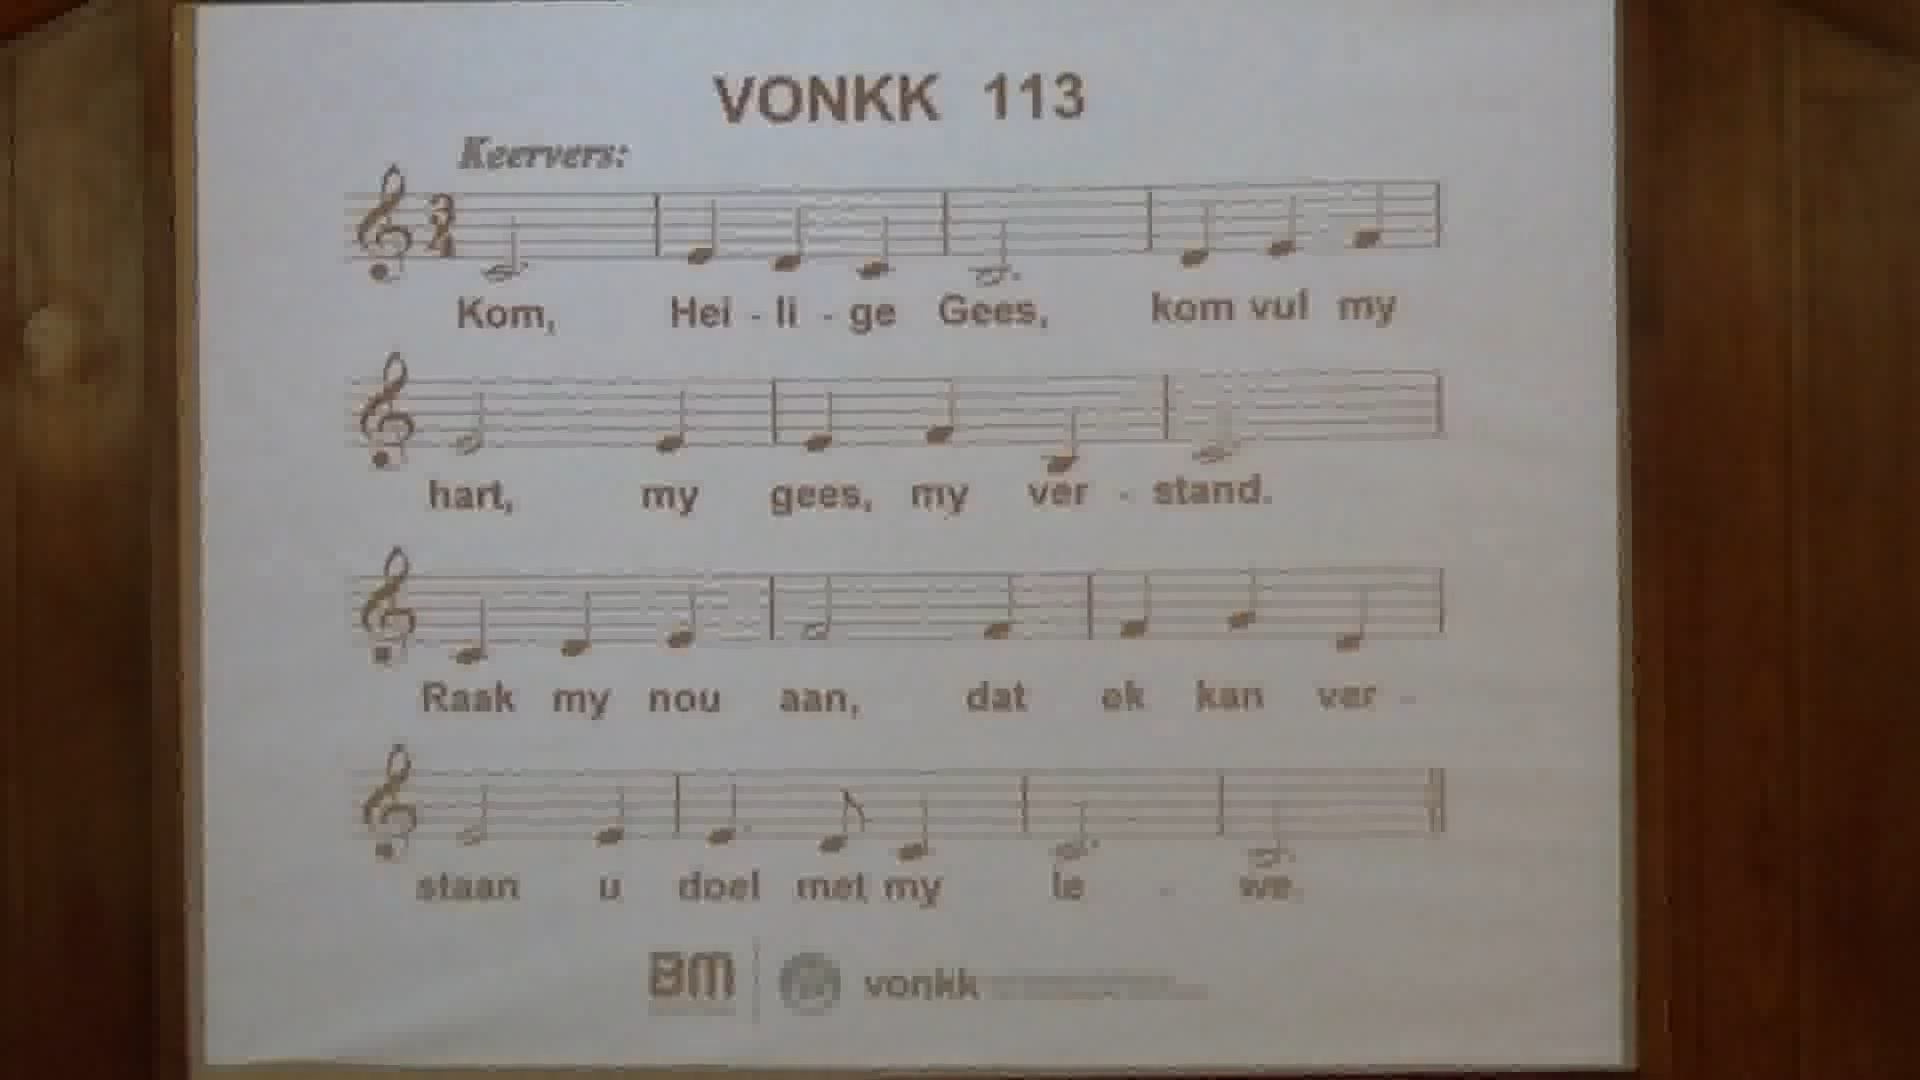 VONKK 113
Keervers:
Kom, Hei - li - ge Gees, kom vul my
hart, my gees, my ver - stand.
Raak my nou aan, dat ek kan ver -
staan u doel met my le - we.
BM vonkk